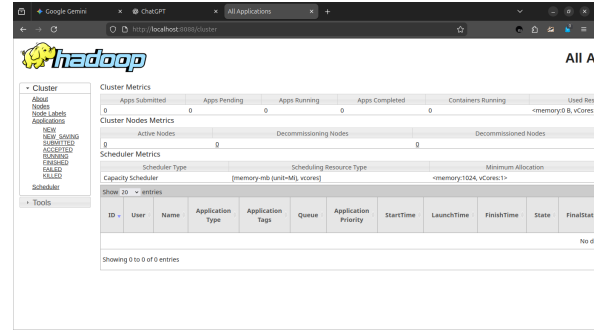 Google Gemini
ChatGPT
All Applications
http://localhost:8088/cluster
hadoop
All A
Cluster
About
Nodes
Node Labels
Applications
NEW
NEW_SAVING
SUBMITTED
ACCEPTED
RUNNING
FINISHED
FAILED
KILLED
Scheduler
Tools
Cluster Metrics
Apps Submitted Apps Pending Apps Running Apps Completed Containers Running Used Res
0 0 0 0 0 <memory:0 B, vCores
Cluster Nodes Metrics
Active Nodes Decommissioning Nodes Decommissioned Nodes
0 0 0
Scheduler Metrics
Scheduler Type Scheduling Resource Type Minimum Allocation
Capacity Scheduler [memory-mb (unit=Mi), vcores] <memory:1024, vCores:1>
Show 20 entries
ID User Name Application Type Application Tags Queue Application Priority StartTime LaunchTime FinishTime State FinalStat
No d
Showing 0 to 0 of 0 entries